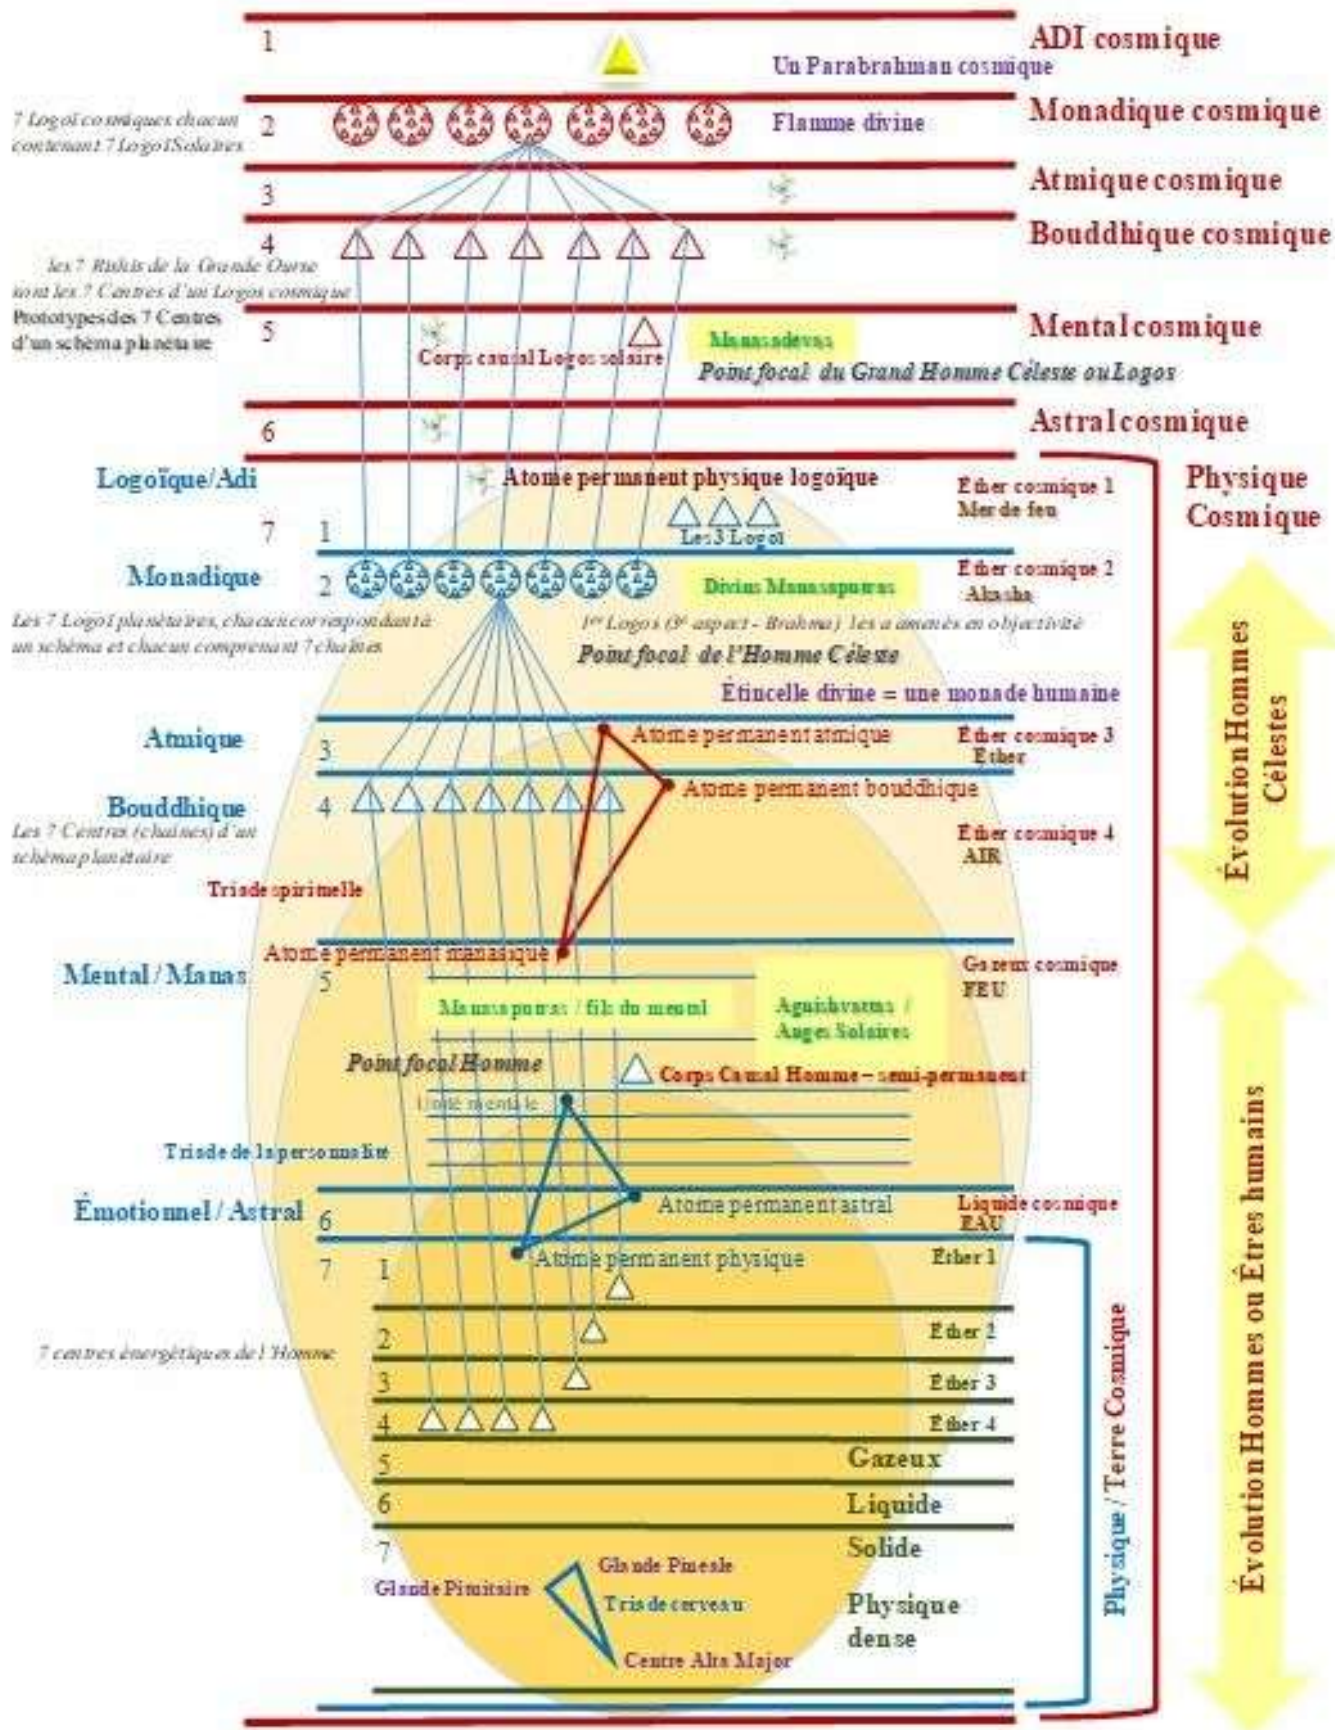 1
ADI cosmique
Un Parabrahman cosmique
7 Logoï cosmiques chacun
contenant 7 Logoï Solaires
2
Flamme divine
Monadique cosmique
3
Atmique cosmique
4
Bouddhique cosmique
les 7 Rishis de la Grande Ourse
sont les 7 Centres d'un Logos cosmique
Prototypes des 7 Centres
d'un schéma planétaire
5
Corps causal Logos solaire
Manasadevas
Mental cosmique
Point focal du Grand Homme Céleste ou Logos
6
Astral cosmique
Logoïque/Adi
Atome permanent physique logoïque
Éther cosmique 1
Mer de feu
Physique
Cosmique
7
1
Les 3 Logoï
Monadique
2
Divins Manasaputras
Éther cosmique 2
Akasha
Les 7 Logoï planétaires, chacun correspondant à
un schéma et chacun comprenant 7 chaînes
1er Logos (3e aspect - Brahma) les a amenés en objectivité
Point focal de l'Homme Céleste
Étincelle divine = une monade humaine
Évolution Hommes
Célestes
Atmique
3
Atome permanent atmique
Éther cosmique 3
Éther
Bouddhique
4
Atome permanent bouddhique
Les 7 Centres (chaînes) d'un
schéma planétaire
Éther cosmique 4
AIR
Triade spirituelle
Atome permanent manasique
Mental / Manas
5
Gazeux cosmique
FEU
Manasaputras / fils du mental
Agnishvattas /
Anges Solaires
Point focal Homme
Corps Causal Homme – semi-permanent
Unité mentale
Triade de la personnalité
Émotionnel / Astral
6
Atome permanent astral
Liquide cosmique
EAU
7
1
Atome permanent physique
Éther 1
2
Éther 2
7 centres énergétiques de l'Homme
3
Éther 3
4
Éther 4
5
Gazeux
6
Liquide
7
Solide
Glande Pinéale
Glande Pituitaire
Triade cerveau
Physique
dense
Centre Alta Major
Physique / Terre Cosmique
Évolution Hommes ou Êtres humains